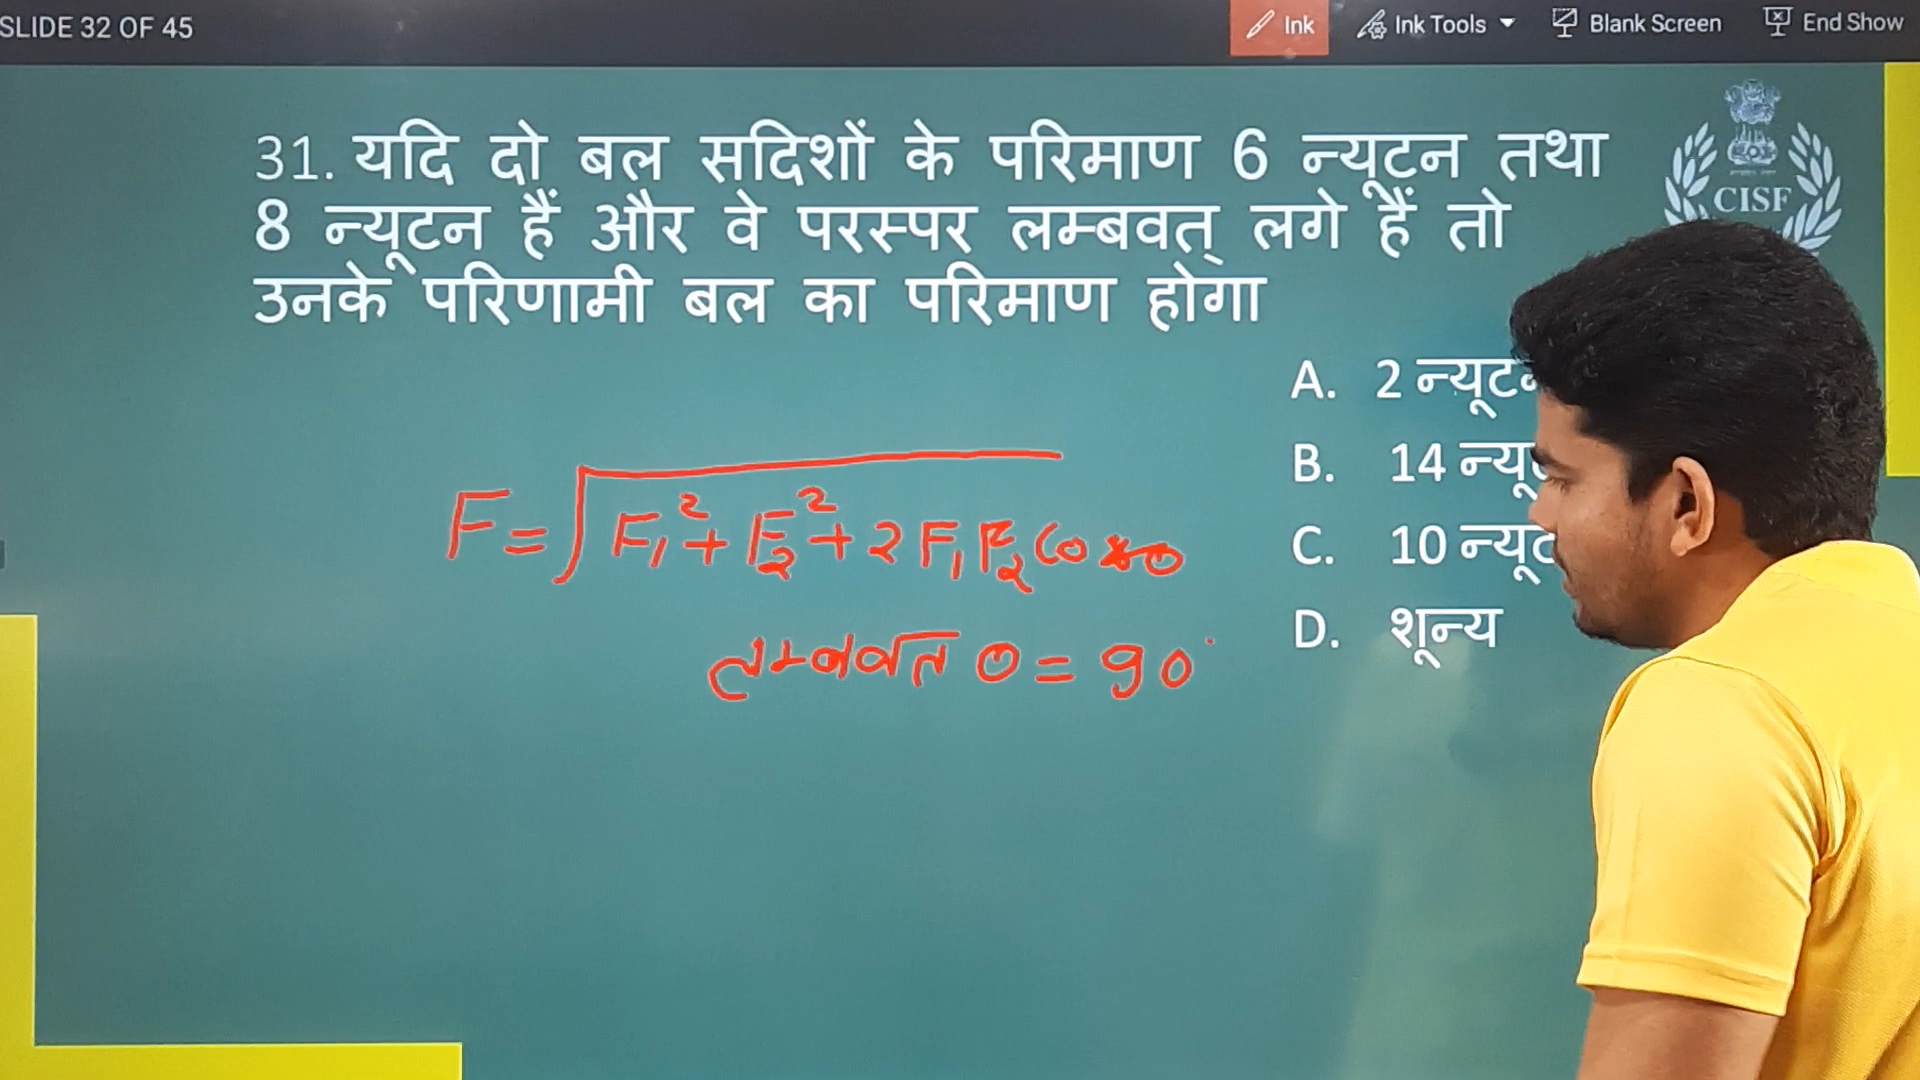 SLIDE 32 OF 45
Ink
Ink Tools
Blank Screen
End Show
31. यदि दो बल सदिशों के परिमाण 6 न्यूटन तथा
8 न्यूटन हैं और वे परस्पर लम्बवत् लगे हैं तो
उनके परिणामी बल का परिमाण होगा
CISF
A. 2
B. 14
C. 10
D. शून्य
F = √F₁² + F₂² + 2F₁F₂ Cos θ
लम्बवत θ = 90°